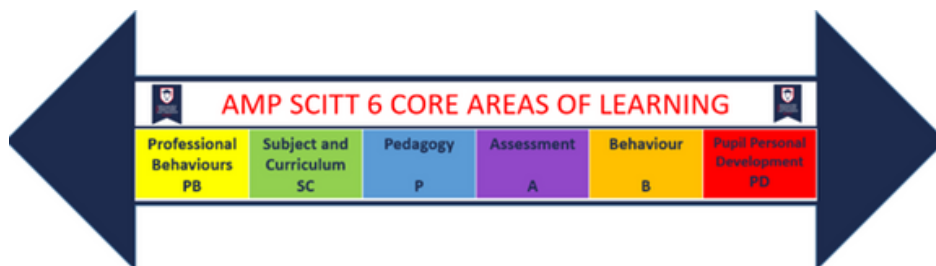 AMP SCITT 6 CORE AREAS OF LEARNING
Professional
Behaviours
PB
Subject and
Curriculum
SC
Pedagogy
P
Assessment
A
Behaviour
B
Pupil Personal
Development
PD